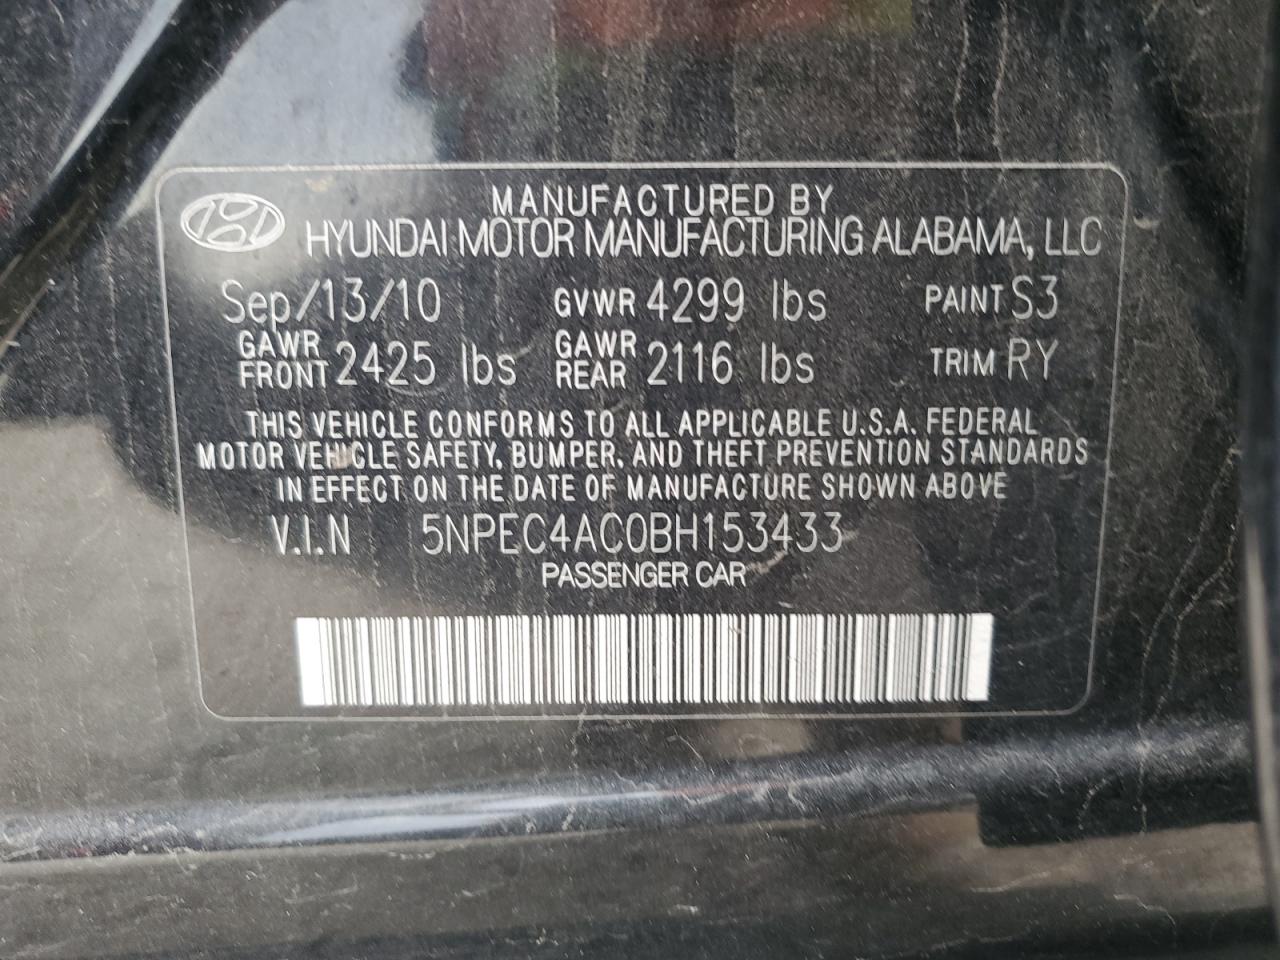 MANUFACTURED BY
HYUNDAI MOTOR MANUFACTURING ALABAMA, LLC
Sep/13/10 GVWR 4299 lbs PAINT S3
GAWR FRONT 2425 lbs GAWR REAR 2116 lbs TRIM RY
THIS VEHICLE CONFORMS TO ALL APPLICABLE U.S.A. FEDERAL
MOTOR VEHICLE SAFETY, BUMPER, AND THEFT PREVENTION STANDARDS
IN EFFECT ON THE DATE OF MANUFACTURE SHOWN ABOVE
V.I.N 5NPEC4AC0BH153433
PASSENGER CAR